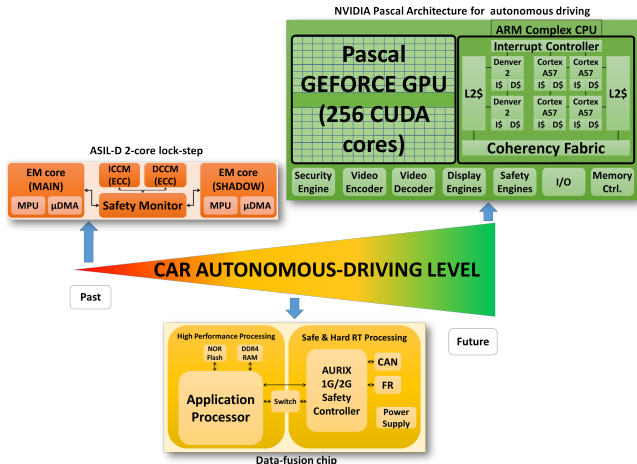 NVIDIA Pascal Architecture for autonomous driving
ARM Complex CPU
Pascal
GEFORCE GPU
(256 CUDA
cores)
Interrupt Controller
L2$
Denver
2
I$ D$
Cortex
A57
I$ D$
Cortex
A57
I$ D$
Denver
2
I$ D$
Cortex
A57
I$ D$
Cortex
A57
I$ D$
L2$
Coherency Fabric
Security
Engine
Video
Encoder
Video
Decoder
Display
Engines
Safety
Engines
I/O
Memory
Ctrl.
ASIL-D 2-core lock-step
EM core
(MAIN)
MPU
µDMA
ICCM
(ECC)
DCCM
(ECC)
Safety Monitor
EM core
(SHADOW)
MPU
µDMA
CAR AUTONOMOUS-DRIVING LEVEL
Past
Future
High Performance Processing
NOR
Flash
DDR4
RAM
Application
Processor
Switch
Safe & Hard RT Processing
AURIX
1G/2G
Safety
Controller
CAN
FR
Power
Supply
Data-fusion chip